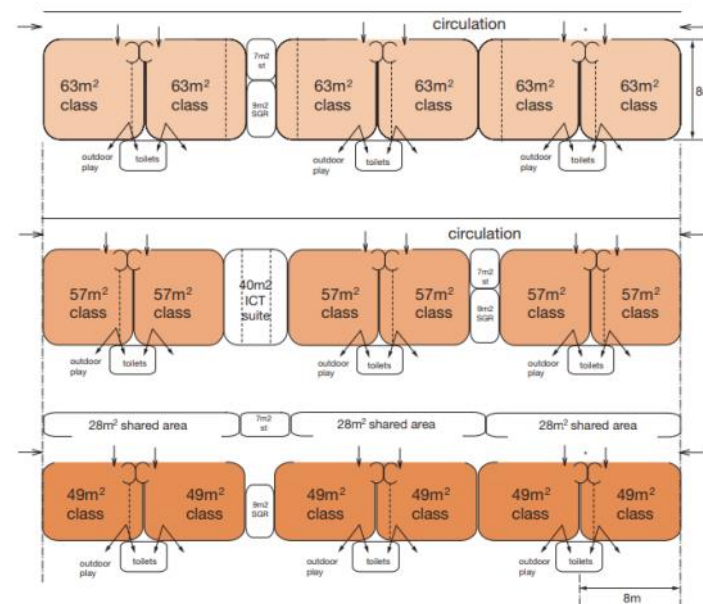 circulation
63m² class
63m² class
7m2 st
9m2 SGR
63m² class
63m² class
63m² class
63m² class
8
outdoor play
toilets
outdoor play
toilets
outdoor play
toilets
circulation
57m² class
57m² class
40m2 ICT suite
57m² class
57m² class
7m2 st
9m2 SGR
57m² class
57m² class
outdoor play
toilets
outdoor play
toilets
outdoor play
toilets
28m² shared area
7m2 st
28m² shared area
28m² shared area
49m² class
49m² class
9m2 SGR
49m² class
49m² class
49m² class
49m² class
outdoor play
toilets
outdoor play
toilets
outdoor play
toilets
8m